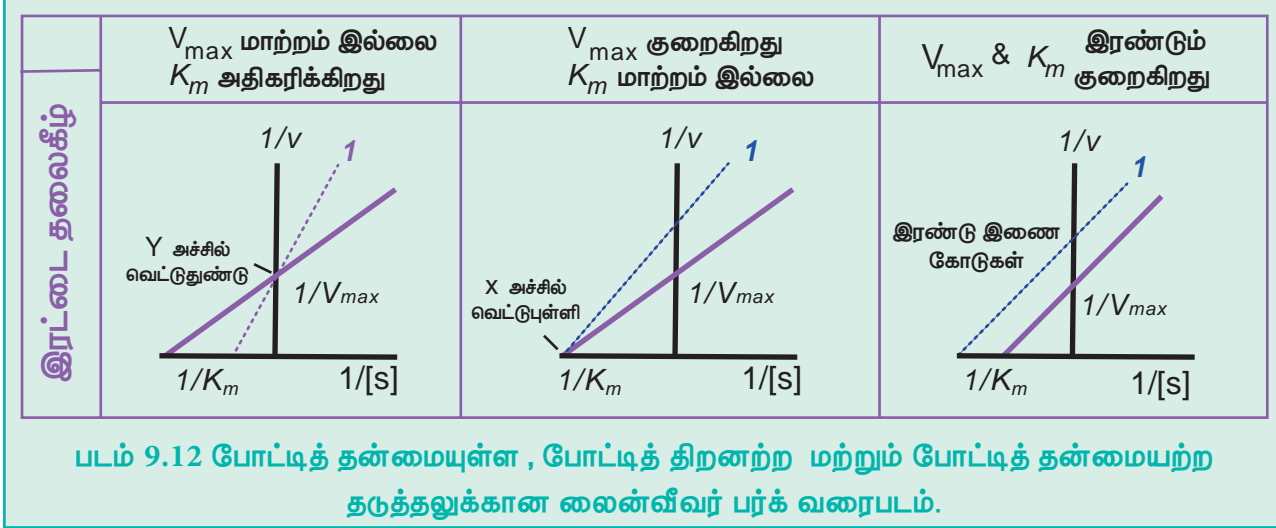 V max மாற்றம் இல்லை
Km அதிகரிக்கிறது
V max குறைகிறது
Km மாற்றம் இல்லை
Vmax & Km இரண்டும்
குறைகிறது
இரட்டை தலைகீழ்
1/v
1
Y அச்சில்
வெட்டுதுண்டு
1/Vmax
1/Km
1/[s]
1/v
1
X அச்சில்
வெட்டுபுள்ளி
1/Vmax
1/Km
1/[s]
1/v
1
இரண்டு இணை
கோடுகள்
1/Vmax
1/Km
1/[s]
படம் 9.12 போட்டித் தன்மையுள்ள , போட்டித் திறனற்ற மற்றும் போட்டித் தன்மையற்ற
தடுத்தலுக்கான லைன்வீவர் பர்க் வரைபடம்.